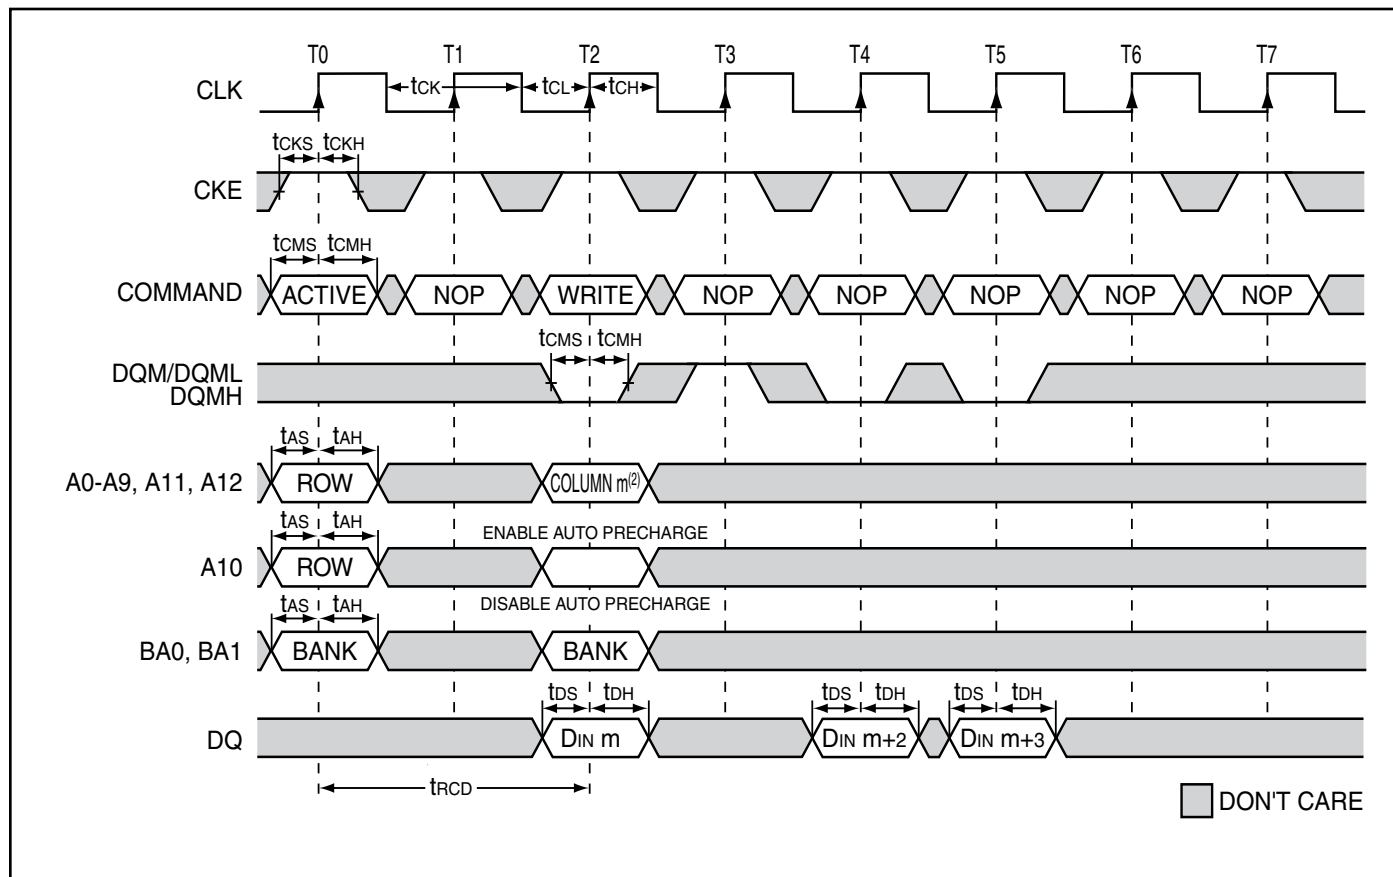 T0 T1 T2 T3 T4 T5 T6 T7
CLK tCK tCL tCH
tCKS tCKH
CKE
tCMS tCMH
COMMAND ACTIVE NOP WRITE NOP NOP NOP NOP NOP
tCMS tCMH
DQM/DQML
DQMH
tAS tAH
A0-A9, A11, A12 ROW COLUMN m(2)
tAS tAH ENABLE AUTO PRECHARGE
A10 ROW
tAS tAH DISABLE AUTO PRECHARGE
BA0, BA1 BANK BANK
tDS tDH tDS tDH tDS tDH
DQ DIN m DIN m+2 DIN m+3
tRCD
DON'T CARE